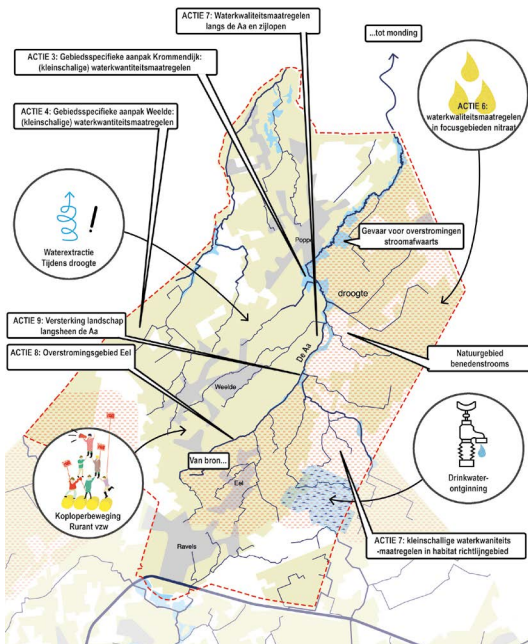 ACTIE 7: Waterkwaliteitsmaatregelen
langs de Aa en zijlopen
...tot monding
ACTIE 3: Gebiedsspecifieke aanpak Krommendijk:
(kleinschalige) waterkwantiteitsmaatregelen
ACTIE 6:
waterkwaliteitsmaatregelen
in focusgebieden nitraat
ACTIE 4: Gebiedsspecifieke aanpak Weelde:
(kleinschalige) waterkwantiteitsmaatregelen
Waterextractie
Tijdens droogte
!
Poppel
Gevaar voor overstromingen
stroomafwaarts
droogte
ACTIE 9: Versterking landschap
langsheen de Aa
ACTIE 8: Overstromingsgebied Eel
De Aa
Natuurgebied
benedenstrooms
Weelde
Van bron...
Eel
Koploperbeweging
Rurant vzw
Drinkwater-
ontginning
Ravels
ACTIE 7: kleinschallige waterkwaniteits
-maatregelen in habitat richtlijngebied